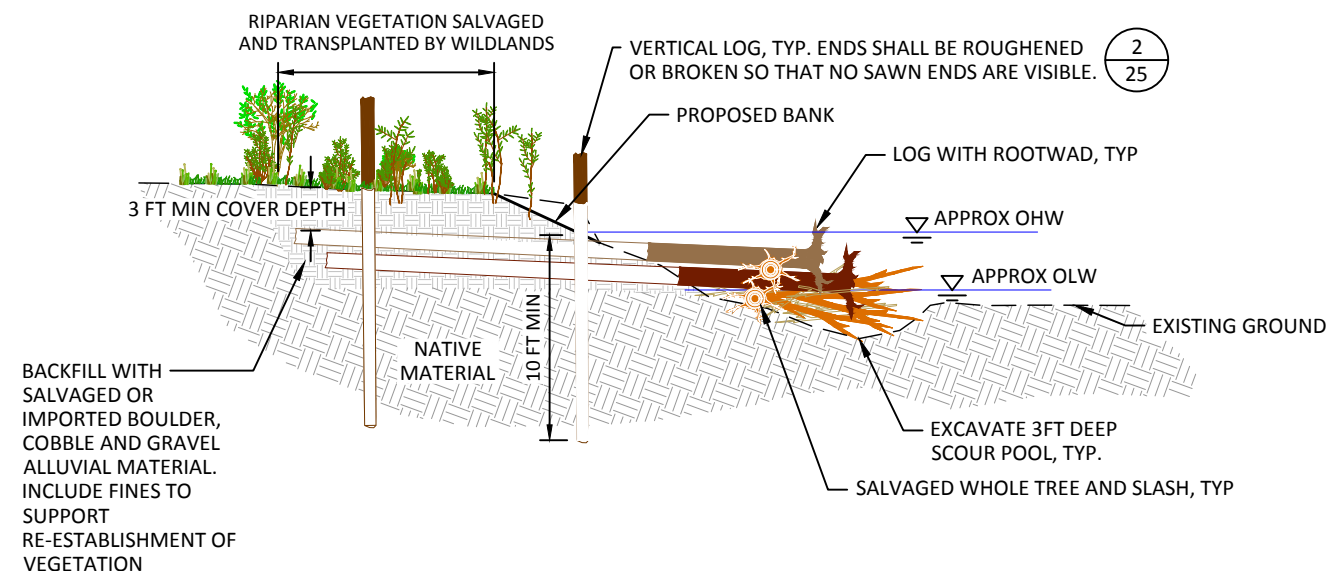 RIPARIAN VEGETATION SALVAGED
AND TRANSPLANTED BY WILDLANDS
VERTICAL LOG, TYP. ENDS SHALL BE ROUGHENED
OR BROKEN SO THAT NO SAWN ENDS ARE VISIBLE.
2
25
PROPOSED BANK
LOG WITH ROOTWAD, TYP
3 FT MIN COVER DEPTH
APPROX OHW
APPROX OLW
EXISTING GROUND
NATIVE
MATERIAL
10 FT MIN
BACKFILL WITH
SALVAGED OR
IMPORTED BOULDER,
COBBLE AND GRAVEL
ALLUVIAL MATERIAL.
INCLUDE FINES TO
SUPPORT
RE-ESTABLISHMENT OF
VEGETATION
EXCAVATE 3FT DEEP
SCOUR POOL, TYP.
SALVAGED WHOLE TREE AND SLASH, TYP